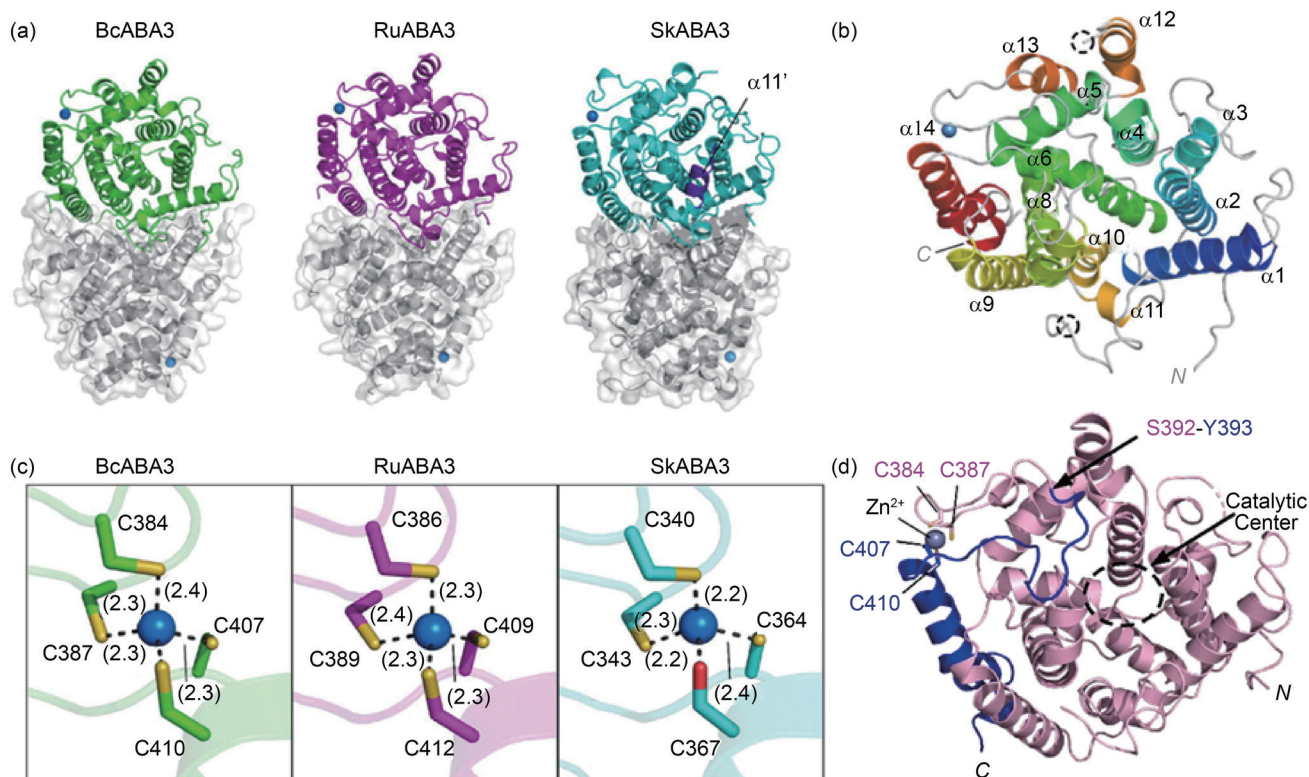 (a)
BcABA3
RuABA3
SkABA3
α11’
(b)
α12
α13
α5
α3
α14
α4
α6
α2
α8
α10
C
α1
α9
α11
N
(c)
BcABA3
RuABA3
SkABA3
C384
(2.3)
(2.4)
C407
C387
(2.3)
(2.3)
C410
C386
(2.3)
(2.4)
C409
C389
(2.3)
(2.3)
C412
C340
(2.2)
(2.3)
C364
C343
(2.2)
(2.4)
C367
(d)
S392-Y393
C384
C387
Zn2+
Catalytic
Center
C407
C410
N
C